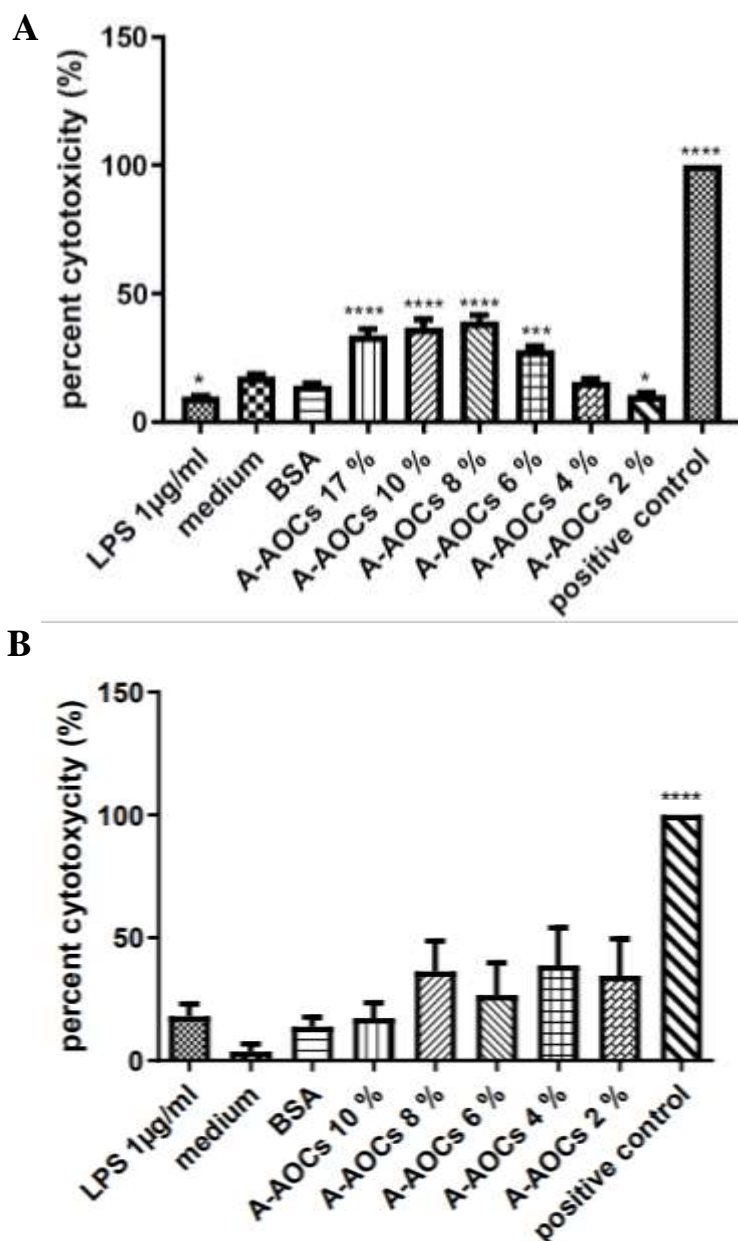 A
percent cytotoxicity (%)
150
100
50
0
*
****
****
****
***
*
****
LPS 1µg/ml
medium
BSA
A-AOCs 17 %
A-AOCs 10 %
A-AOCs 8 %
A-AOCs 6 %
A-AOCs 4 %
A-AOCs 2 %
positive control
B
percent cytotoxycity (%)
150
100
50
0
****
LPS 1µg/ml
medium
BSA
A-AOCs 10 %
A-AOCs 8 %
A-AOCs 6 %
A-AOCs 4 %
A-AOCs 2 %
positive control